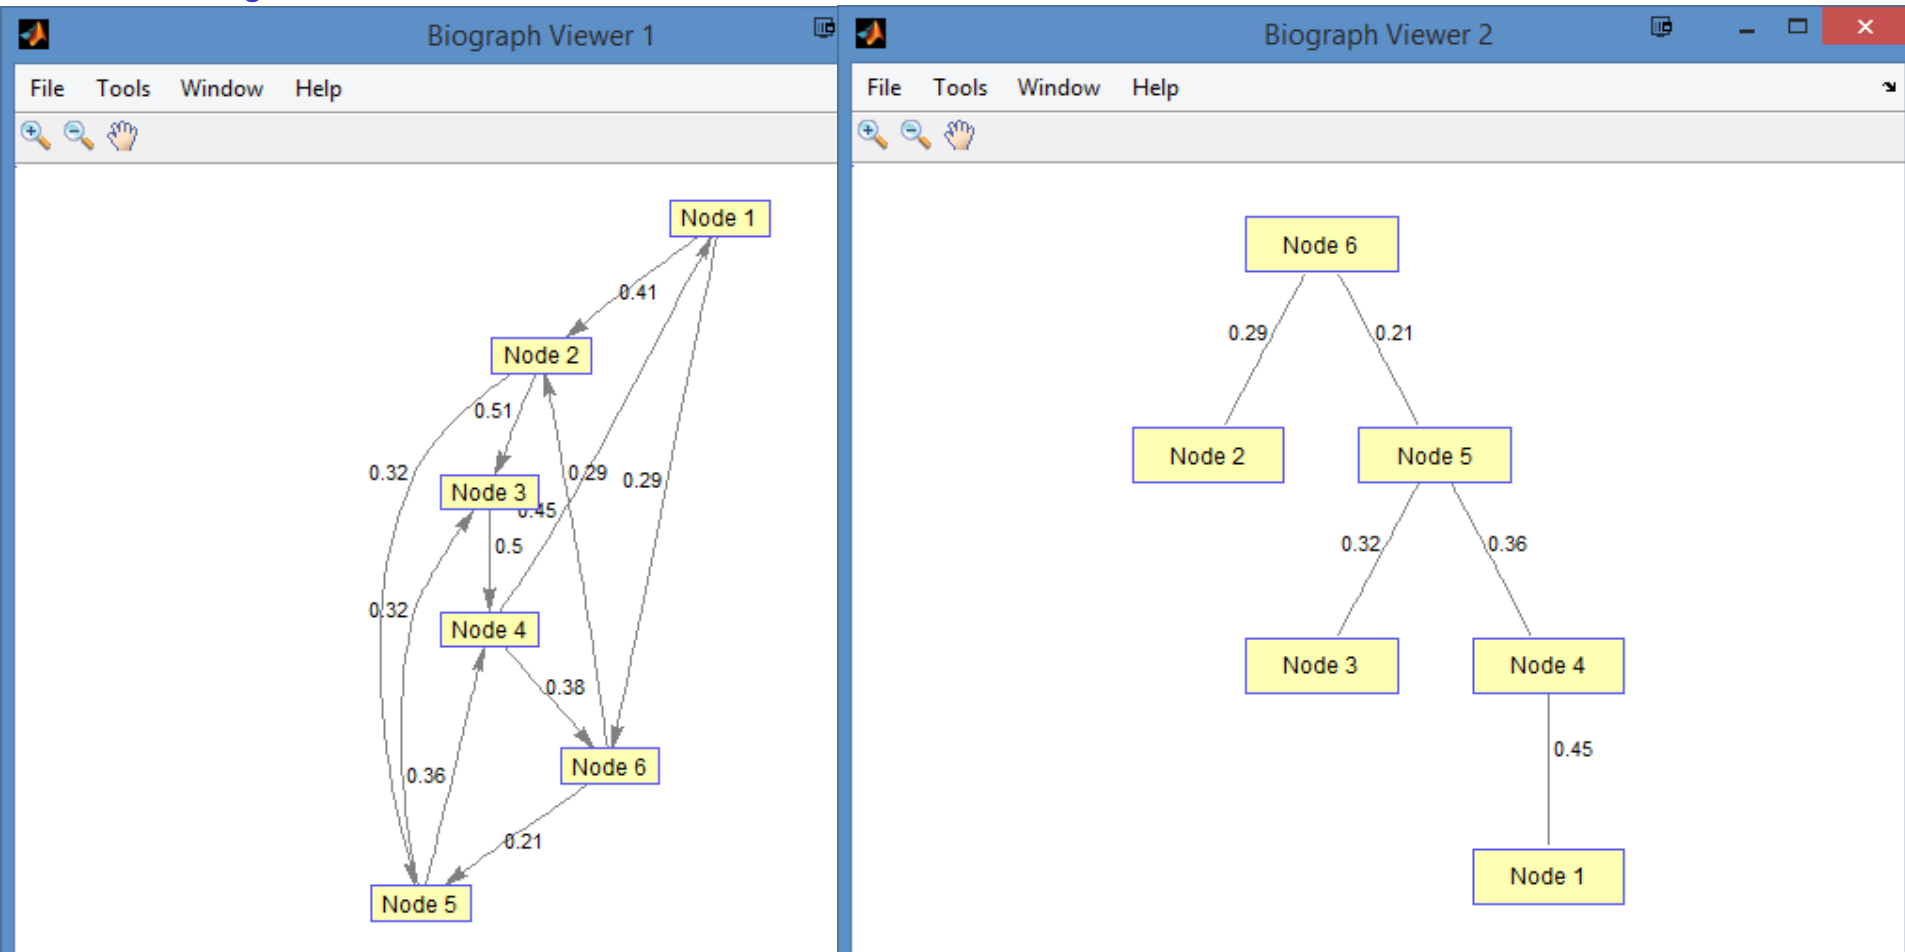 Biograph Viewer 1
File Tools Window Help
Node 1
0.41
Node 2
0.51
0.32
0.29
0.29
Node 3
0.45
0.5
0.32
Node 4
0.38
Node 6
0.36
0.21
Node 5
Biograph Viewer 2
File Tools Window Help
Node 6
0.29
0.21
Node 2
Node 5
0.32
0.36
Node 3
Node 4
0.45
Node 1